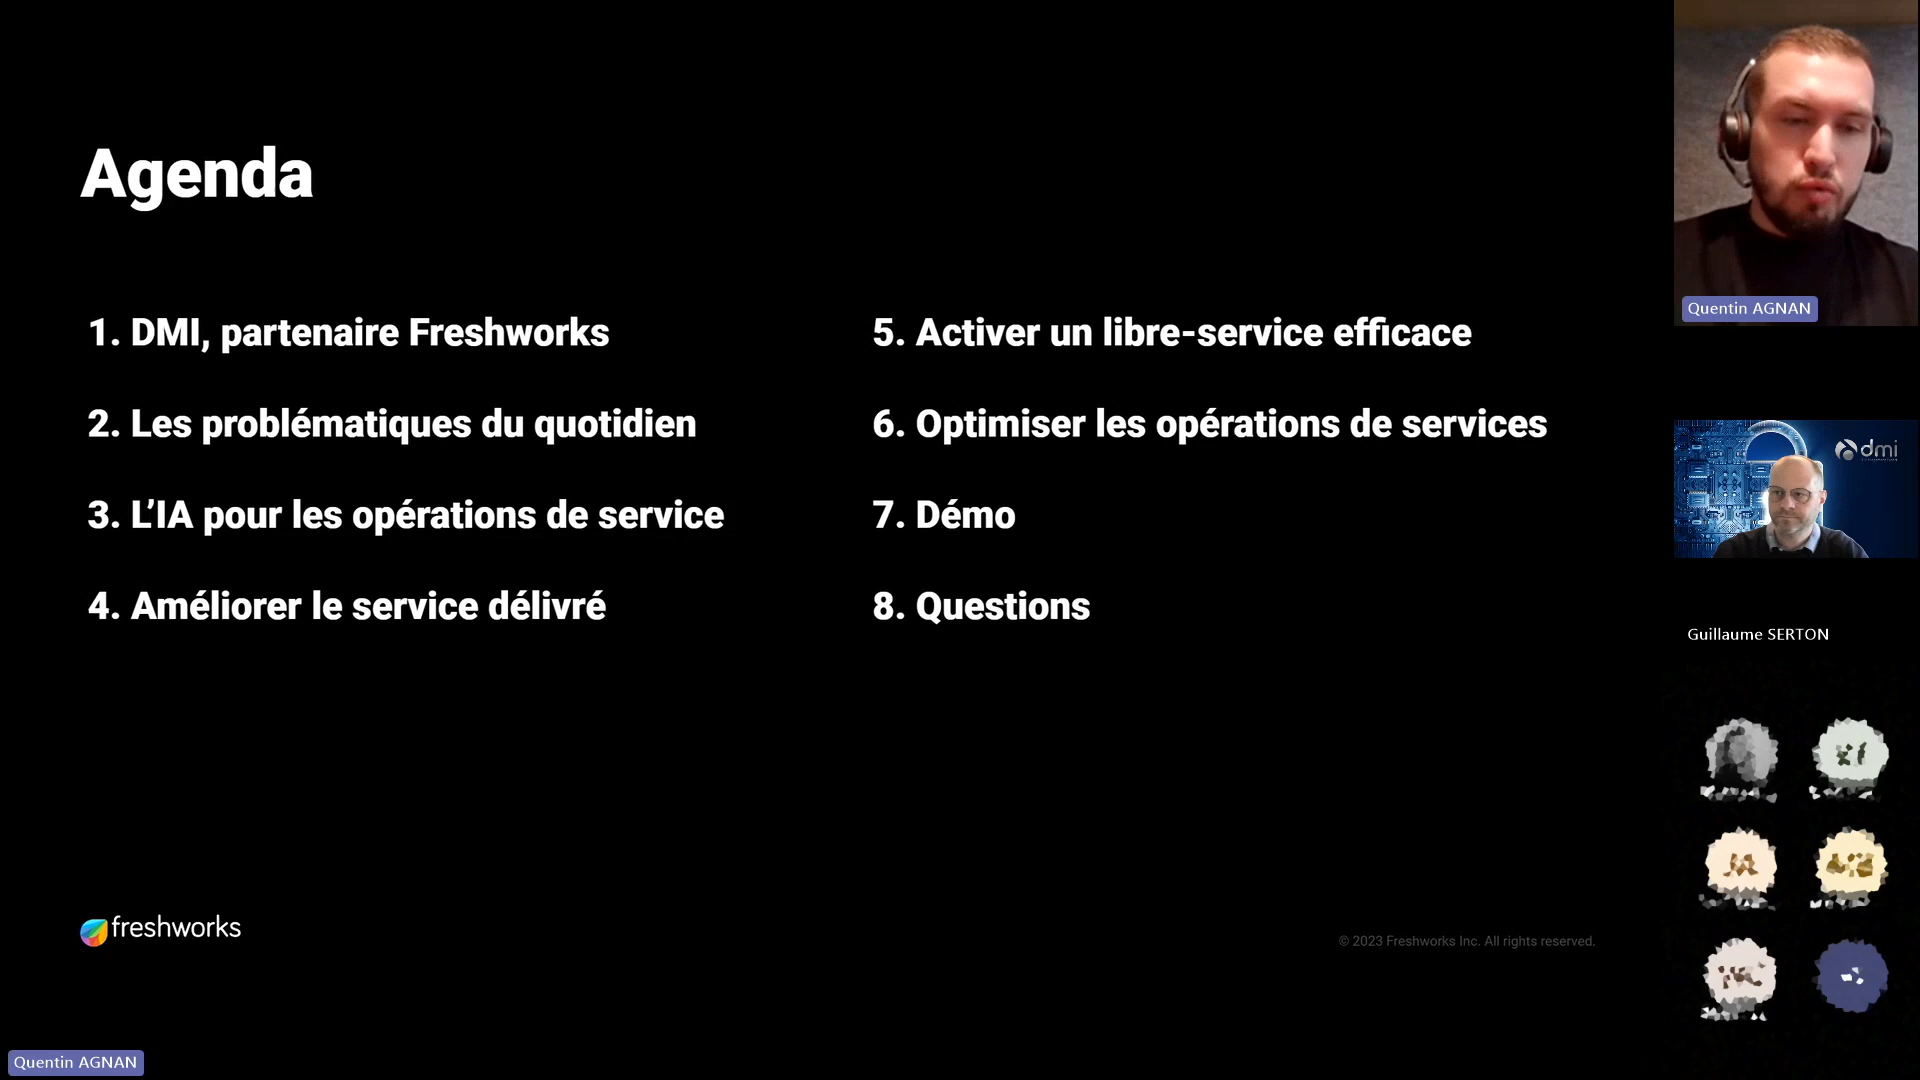 Agenda
1. DMI, partenaire Freshworks
2. Les problématiques du quotidien
3. L’IA pour les opérations de service
4. Améliorer le service délivré
5. Activer un libre-service efficace
6. Optimiser les opérations de services
7. Démo
8. Questions
freshworks
© 2023 Freshworks Inc. All rights reserved.
Quentin AGNAN
Quentin AGNAN
dmi
Guillaume SERTON